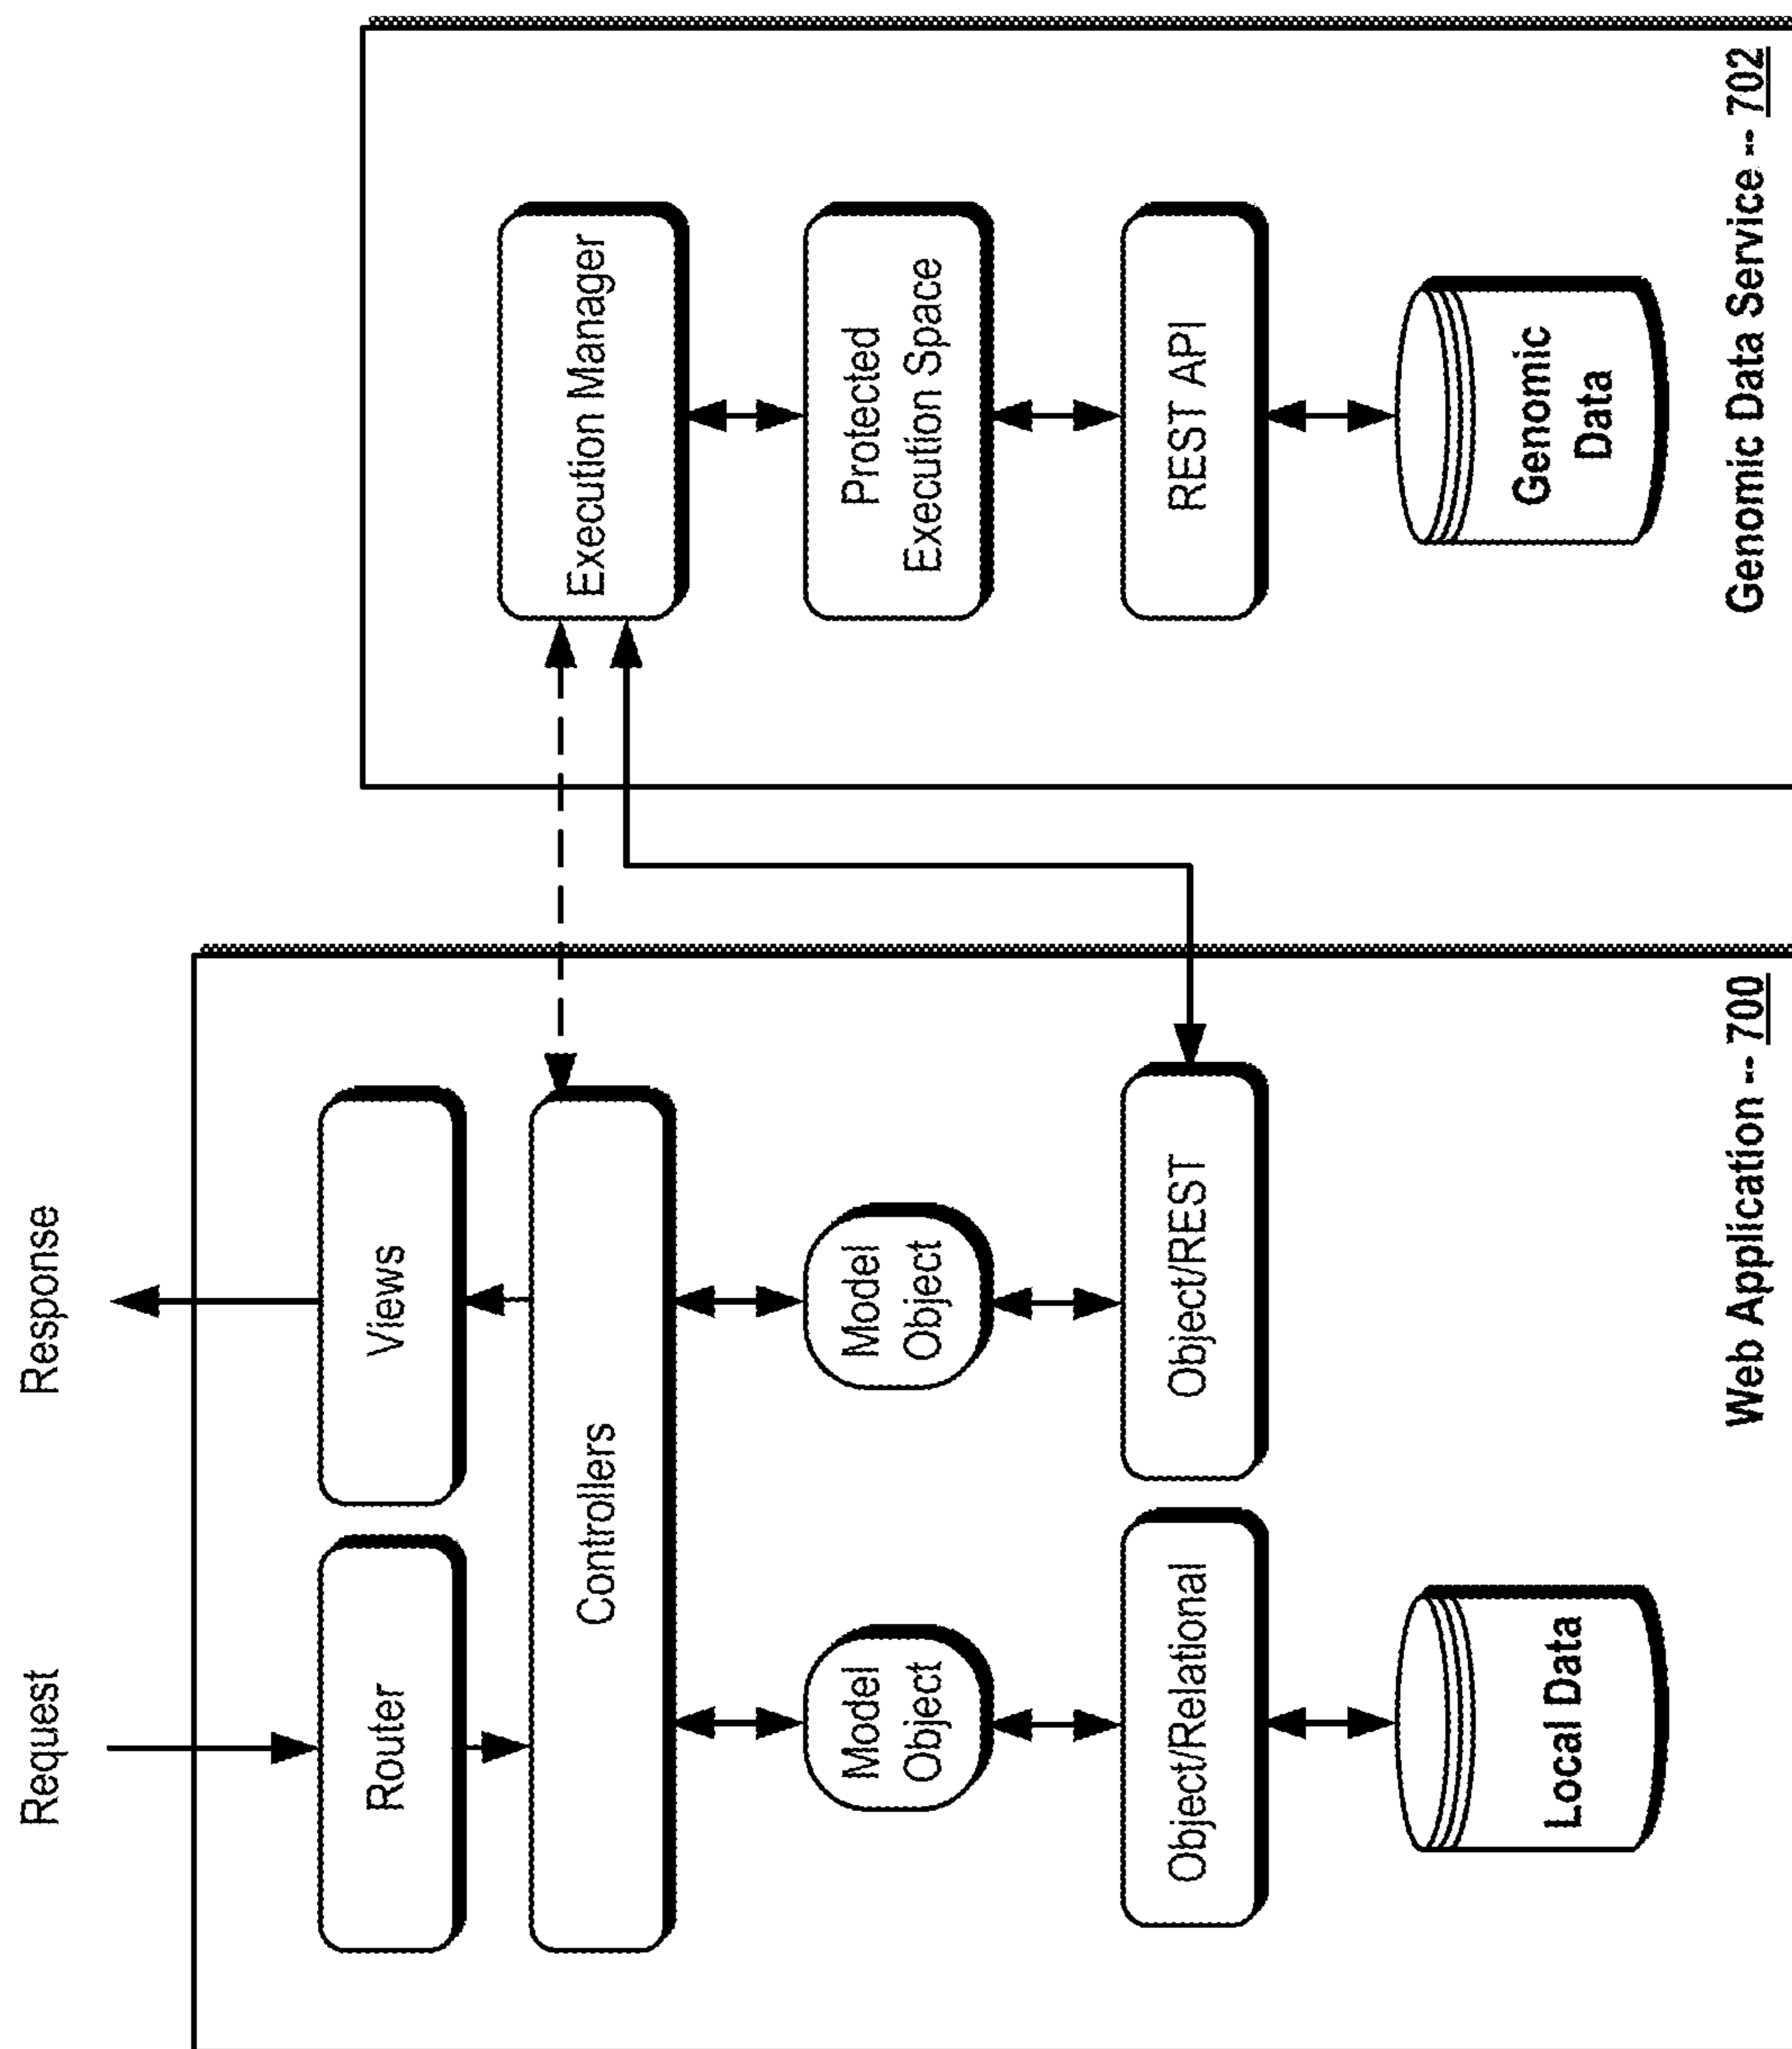 Request
Response
Router
Views
Controllers
Model
Object
Model
Object
Object/Relational
Object/REST
Local Data
Web Application -- 700
Execution Manager
Protected
Execution Space
REST API
Genomic
Data
Genomic Data Service -- 702